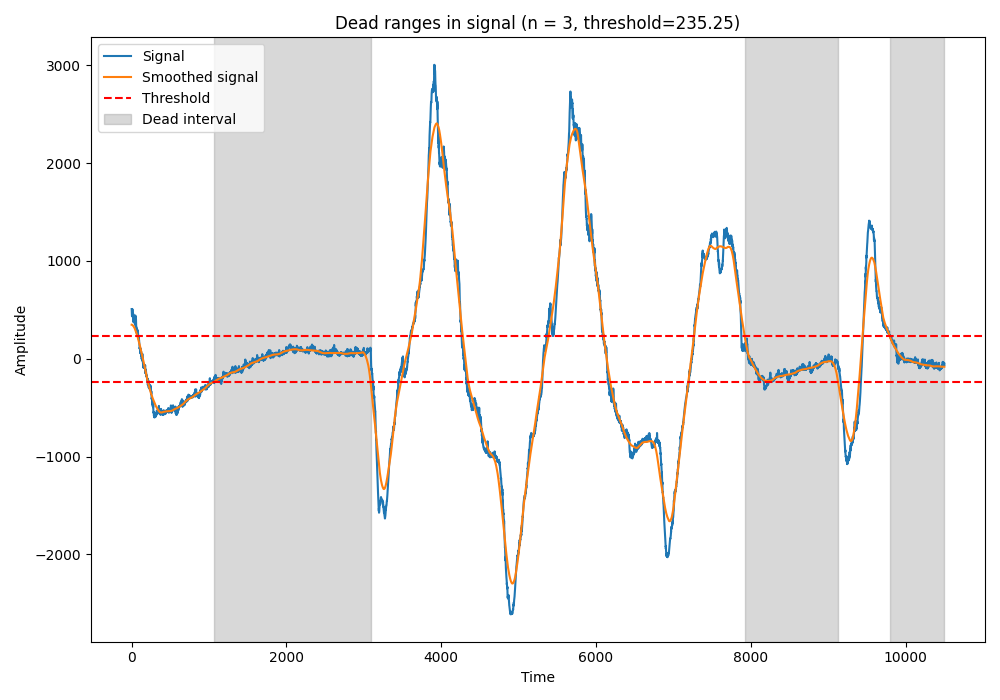 Dead ranges in signal (n = 3, threshold=235.25)
Signal
Smoothed signal
Threshold
Dead interval
Amplitude
3000
2000
1000
0
−1000
−2000
0 2000 4000 6000 8000 10000
Time